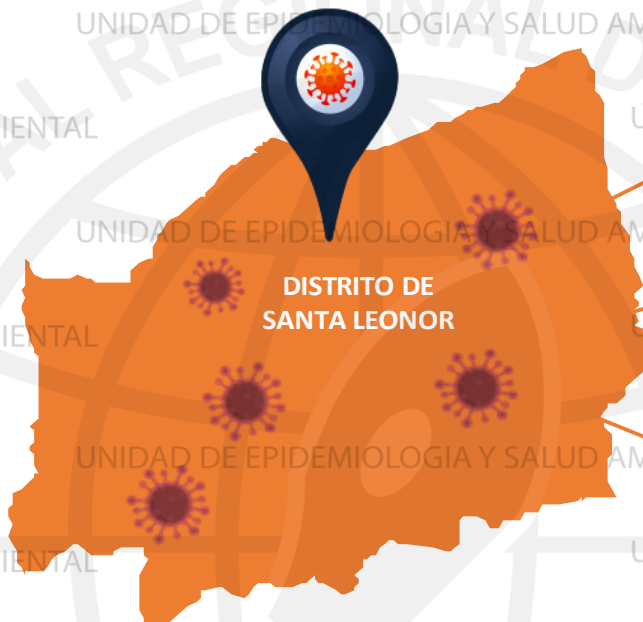 UNIDAD DE EPIDEMIOLOGIA Y SALUD AM
REGIONAL D
IENTAL
U
UNIDAD DE EPIDEMIOLOGIA Y SALUD AM
DISTRITO DE
SANTA LEONOR
IENTAL
UNIDAD DE EPIDEMIOLOGIA Y SALUD AM
IENTAL
U